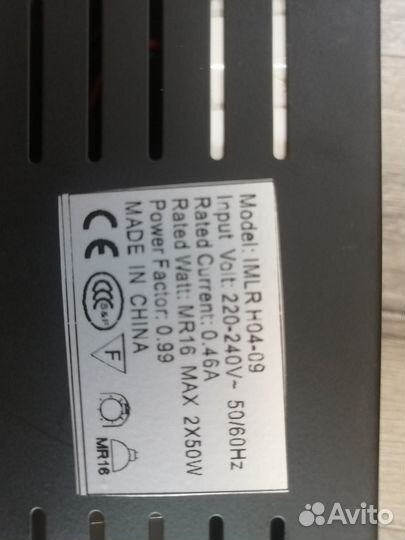 Model: IMLR H04-09
Input Volt: 220-240V~ 50/60Hz
Rated Current: 0.46A
Rated Watt: MR16 MAX 2X50W
Power Factor: 0.99
MADE IN CHINA
CE
CCC S&F
F
MR16
Avito